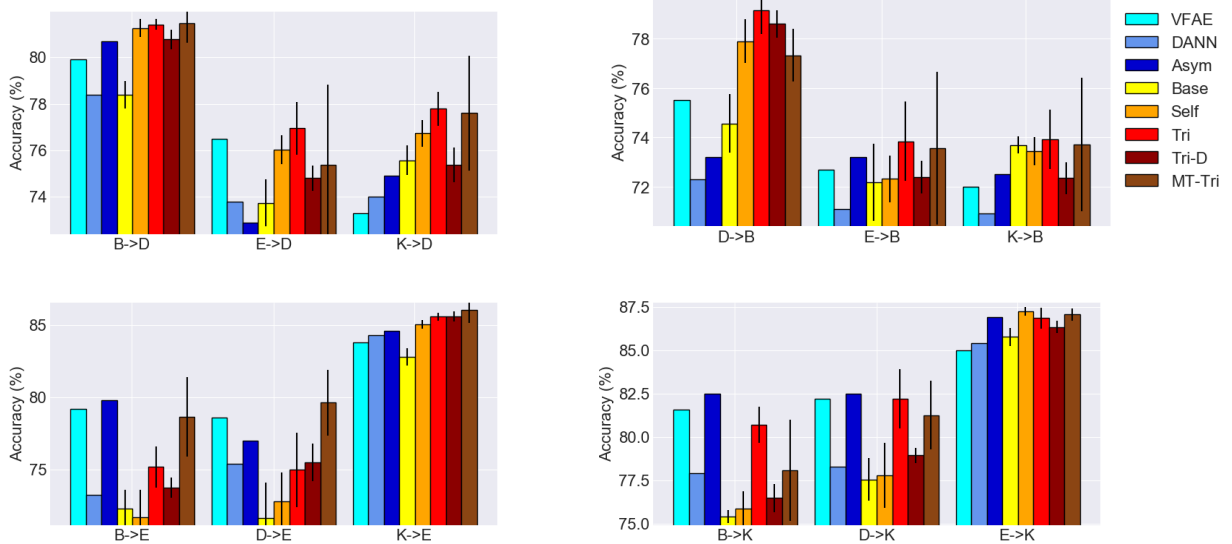 Accuracy (%)
80
78
76
74
B->D
E->D
K->D
Accuracy (%)
78
76
74
72
D->B
E->B
K->B
VFAE
DANN
Asym
Base
Self
Tri
Tri-D
MT-Tri
Accuracy (%)
85
80
75
B->E
D->E
K->E
Accuracy (%)
87.5
85.0
82.5
80.0
77.5
75.0
B->K
D->K
E->K